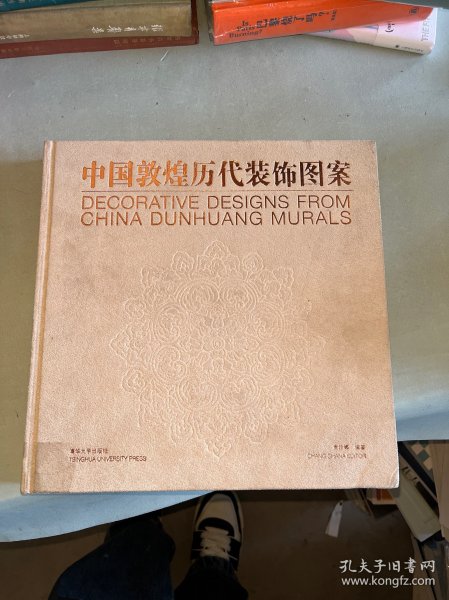 中国敦煌历代装饰图案
DECORATIVE DESIGNS FROM
CHINA DUNHUANG MURALS
清华大学出版社
TSINGHUA UNIVERSITY PRESS
常沙娜 编著
CHANG SHANA EDITOR
孔夫子旧书网
www.kongfz.com